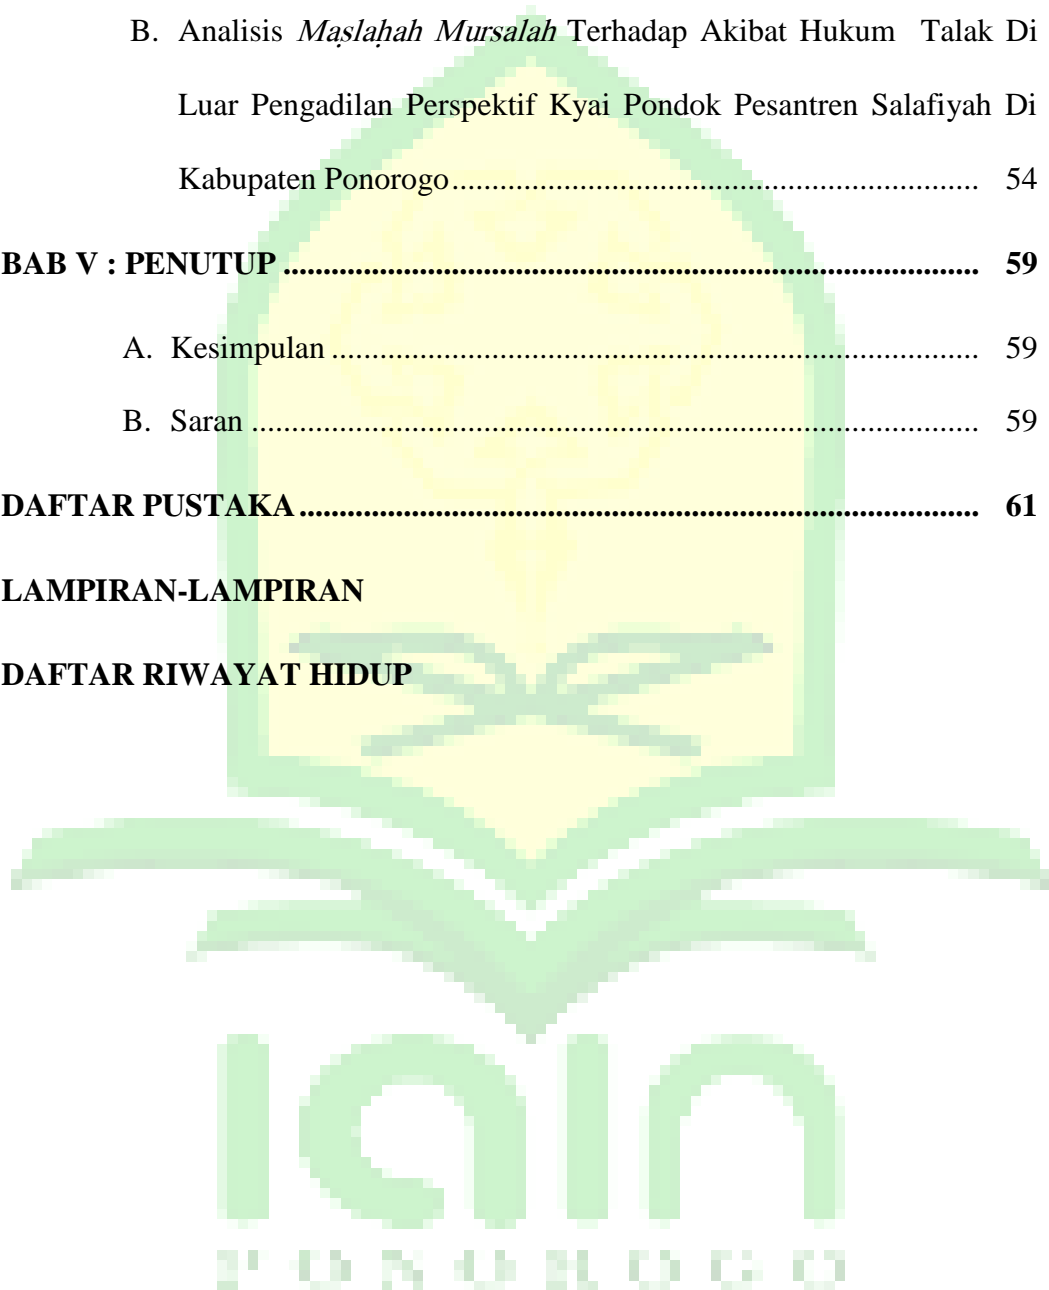 B. Analisis Maṣlaḥah Mursalah Terhadap Akibat Hukum Talak Di
Luar Pengadilan Perspektif Kyai Pondok Pesantren Salafiyah Di
Kabupaten Ponorogo.................................................................. 54
BAB V : PENUTUP ....................................................................................... 59
A. Kesimpulan ................................................................................. 59
B. Saran ........................................................................................... 59
DAFTAR PUSTAKA ..................................................................................... 61
LAMPIRAN-LAMPIRAN
DAFTAR RIWAYAT HIDUP
iain
PONOROGO